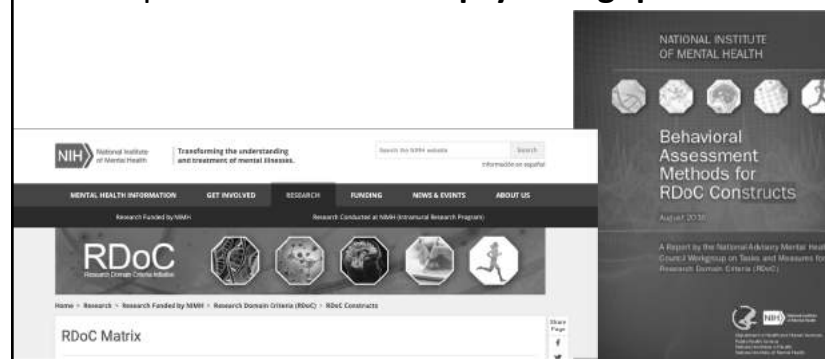 NIH National Institute
of Mental Health
Transforming the understanding
and treatment of mental illnesses.
Search the NIMH website
Search
Información en español
MENTAL HEALTH INFORMATION GET INVOLVED RESEARCH FUNDING NEWS & EVENTS ABOUT US
Research Funded by NIMH Research Conducted at NIMH (Intramural Research Program)
RDoC
Research Domain Criteria Initiative
Home > Research > Research Funded by NIMH > Research Domain Criteria (RDoC) > RDoC Constructs
RDoC Matrix
Share
Page
NATIONAL INSTITUTE
OF MENTAL HEALTH
Behavioral
Assessment
Methods for
RDoC Constructs
August
A Report by the National Advisory Mental
Council Workgroup on Tasks and Measures for
Research Domain Criteria (RDoC)
NIH